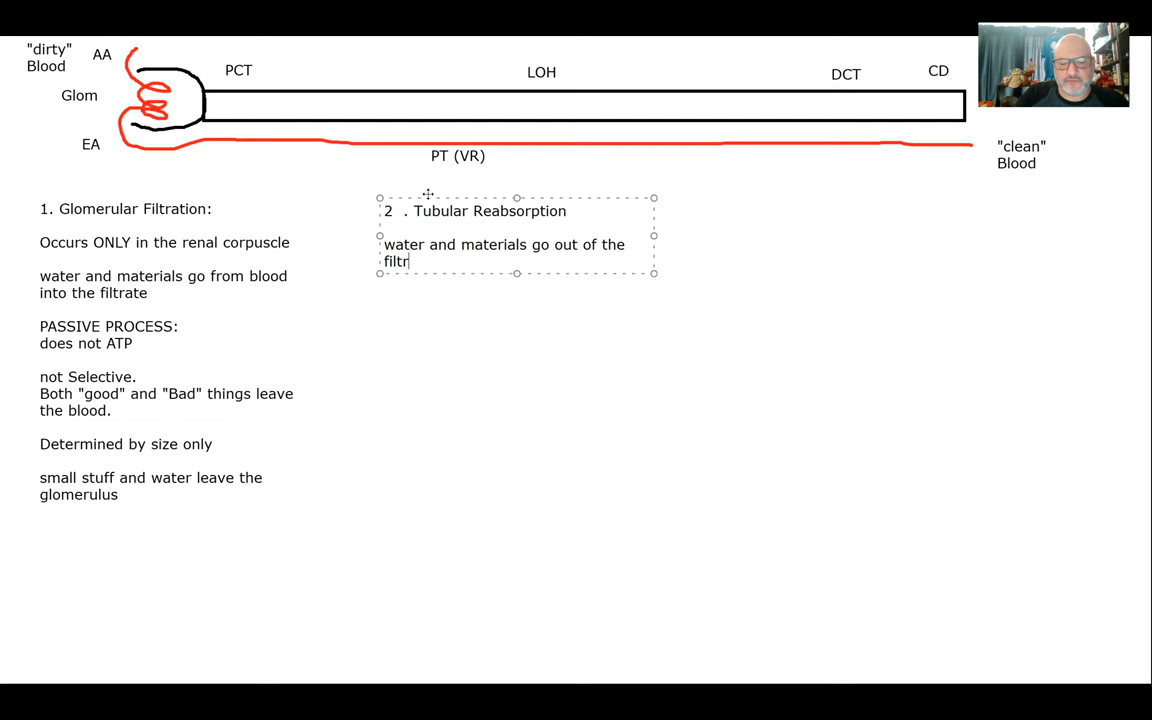 "dirty"
Blood
AA
Glom
EA
PCT
LOH
DCT
CD
PT (VR)
"clean"
Blood
1. Glomerular Filtration:
Occurs ONLY in the renal corpuscle
water and materials go from blood
into the filtrate
PASSIVE PROCESS:
does not ATP
not Selective.
Both "good" and "Bad" things leave
the blood.
Determined by size only
small stuff and water leave the
glomerulus
2 . Tubular Reabsorption
water and materials go out of the
filtr